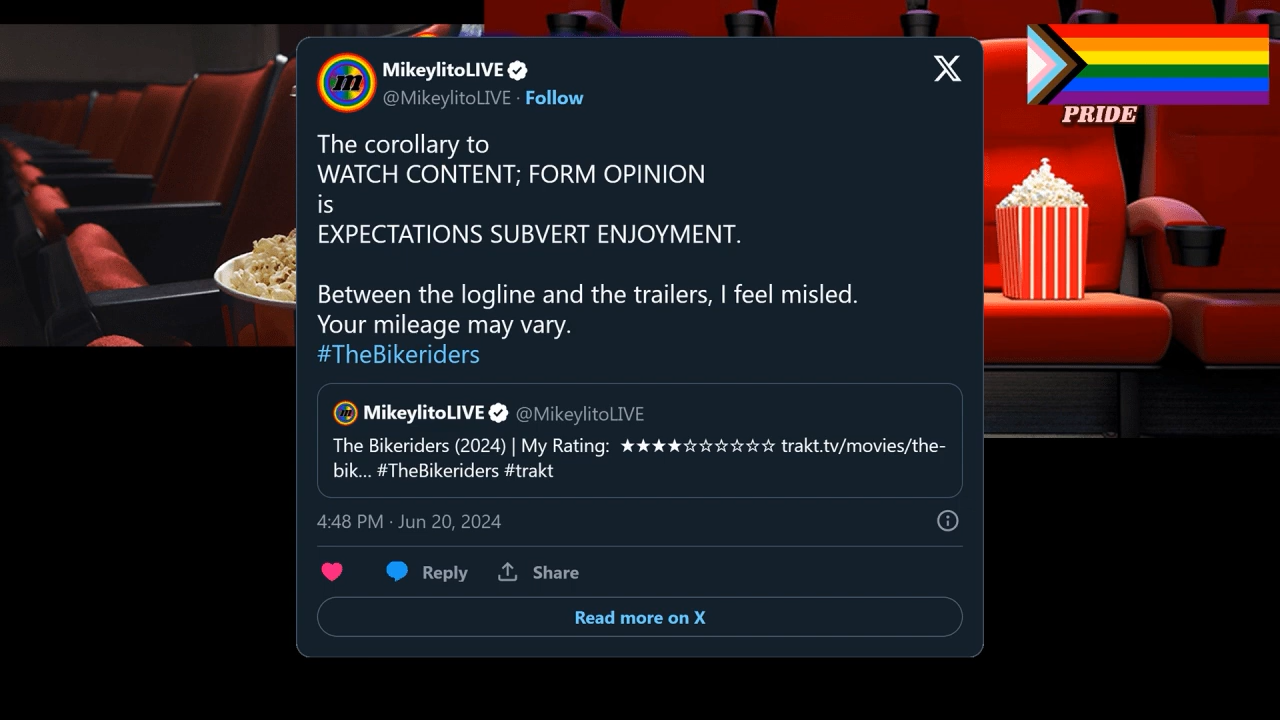 MikeylitoLIVE
@MikeylitoLIVE · Follow
X
PRIDE
The corollary to
WATCH CONTENT; FORM OPINION
is
EXPECTATIONS SUBVERT ENJOYMENT.
Between the logline and the trailers, I feel misled.
Your mileage may vary.
#TheBikeriders
m MikeylitoLIVE @MikeylitoLIVE
The Bikeriders (2024) | My Rating: ★★★★☆☆☆☆☆☆ trakt.tv/movies/the-
bik... #TheBikeriders #trakt
4:48 PM · Jun 20, 2024
Reply Share
Read more on X